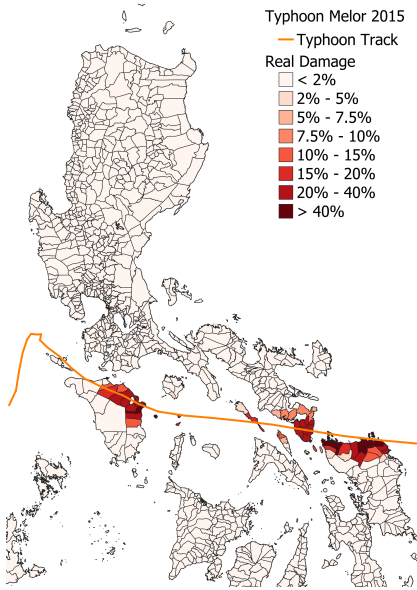 Typhoon Melor 2015
Typhoon Track
Real Damage
< 2%
2% - 5%
5% - 7.5%
7.5% - 10%
10% - 15%
15% - 20%
20% - 40%
> 40%